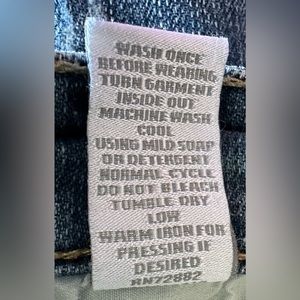 WASH ONCE
BEFORE WEARING
TURN GARMENT
INSIDE OUT
MACHINE WASH
COOL
USING MILD SOAP
OR DETERGENT
NORMAL CYCLE
DO NOT BLEACH
TUMBLE DRY
LOW
WARM IRON FOR
PRESSING IF
DESIRED
RN72882